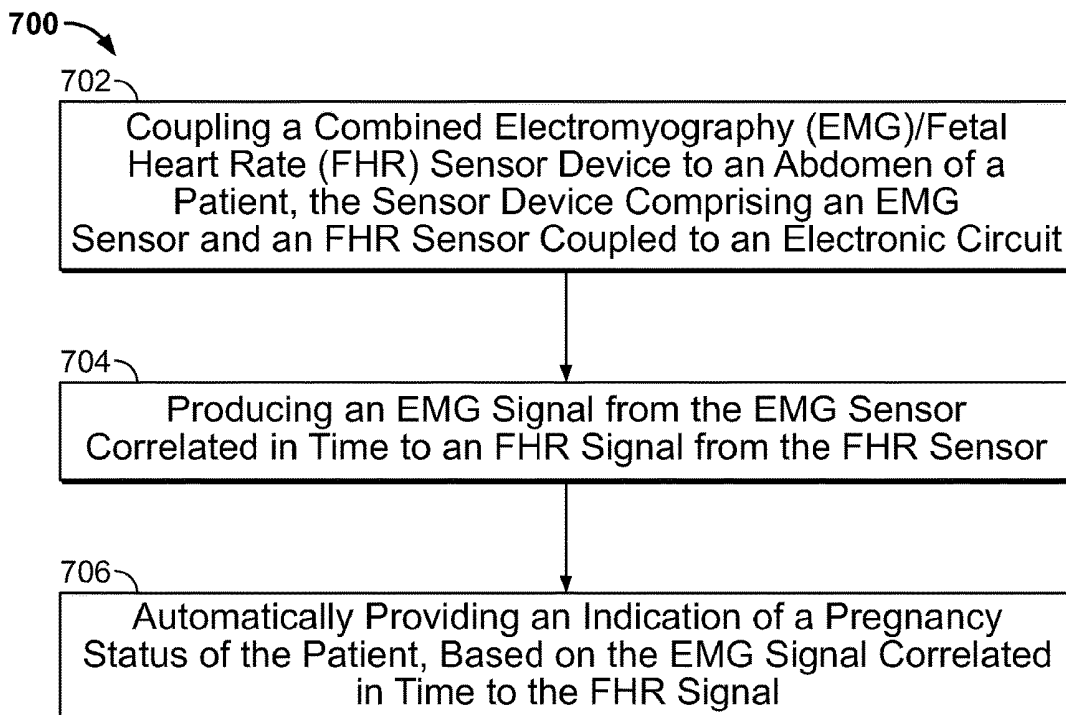 700
702
Coupling a Combined Electromyography (EMG)/Fetal
Heart Rate (FHR) Sensor Device to an Abdomen of a
Patient, the Sensor Device Comprising an EMG
Sensor and an FHR Sensor Coupled to an Electronic Circuit
704
Producing an EMG Signal from the EMG Sensor
Correlated in Time to an FHR Signal from the FHR Sensor
706
Automatically Providing an Indication of a Pregnancy
Status of the Patient, Based on the EMG Signal Correlated
in Time to the FHR Signal